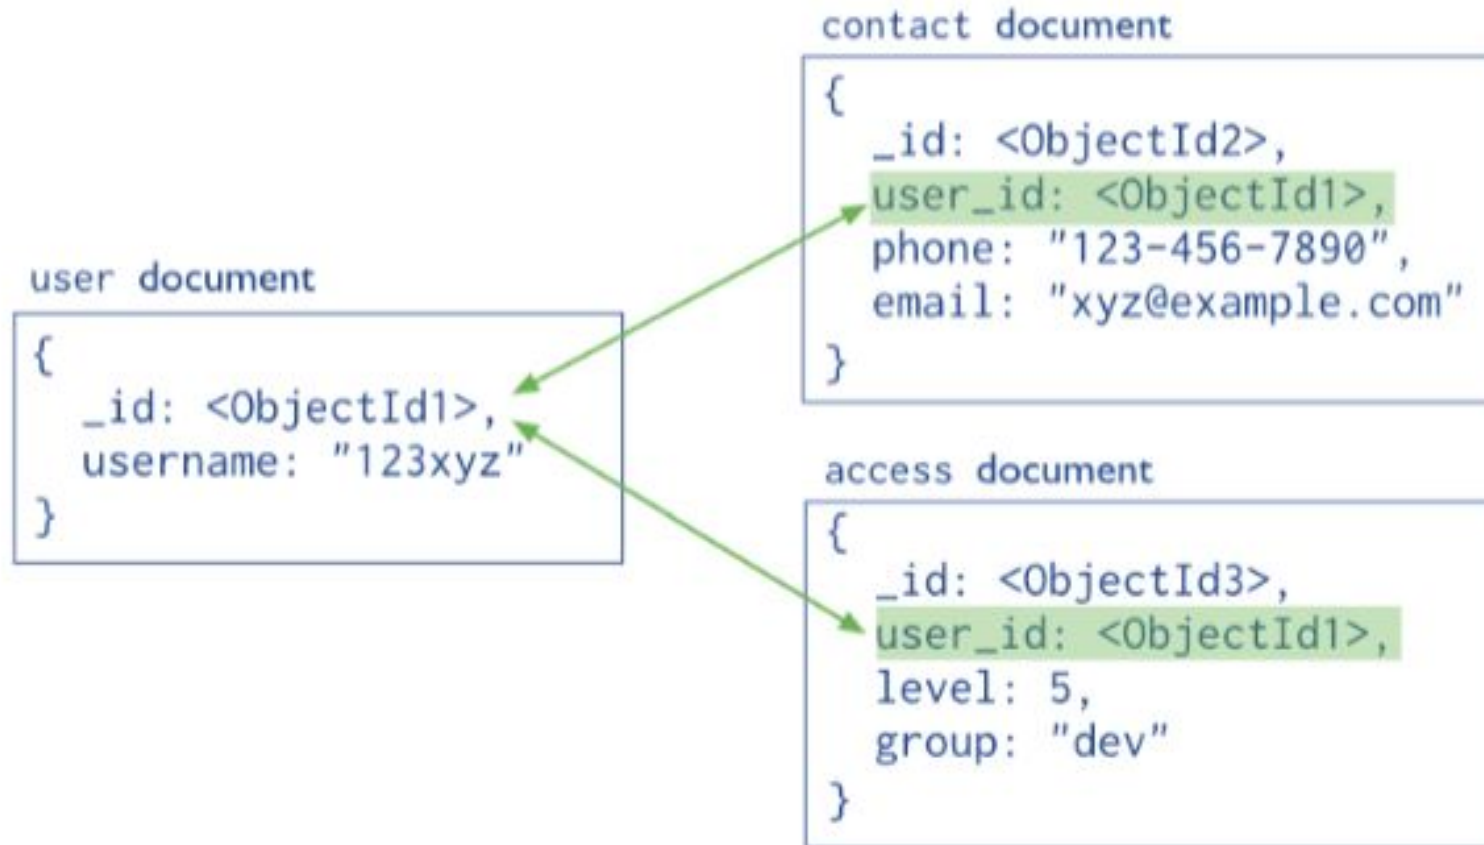 user document
{
_id: <ObjectId1>,
username: "123xyz"
}
contact document
{
_id: <ObjectId2>,
user_id: <ObjectId1>,
phone: "123-456-7890",
email: "xyz@example.com"
}
access document
{
_id: <ObjectId3>,
user_id: <ObjectId1>,
level: 5,
group: "dev"
}